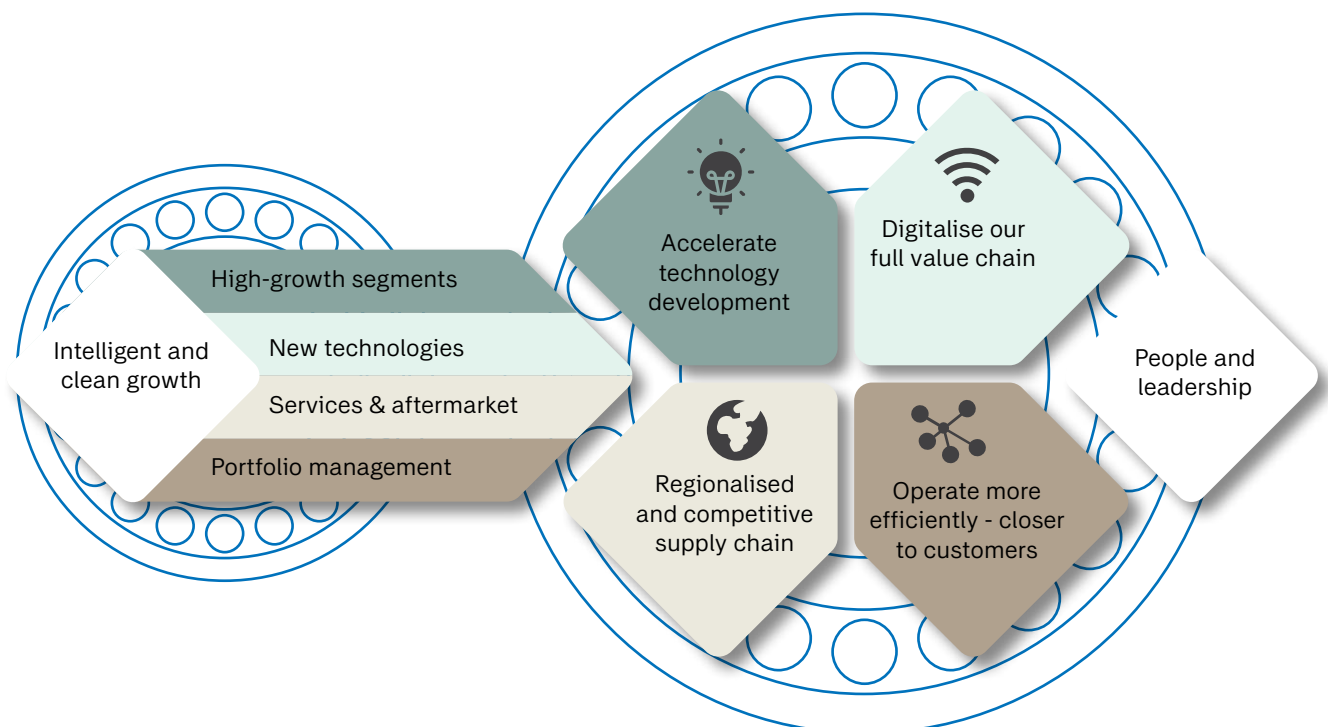 Intelligent and
clean growth
High-growth segments
New technologies
Services & aftermarket
Portfolio management
Accelerate
technology
development
Digitalise our
full value chain
Regionalised
and competitive
supply chain
Operate more
efficiently - closer
to customers
People and
leadership